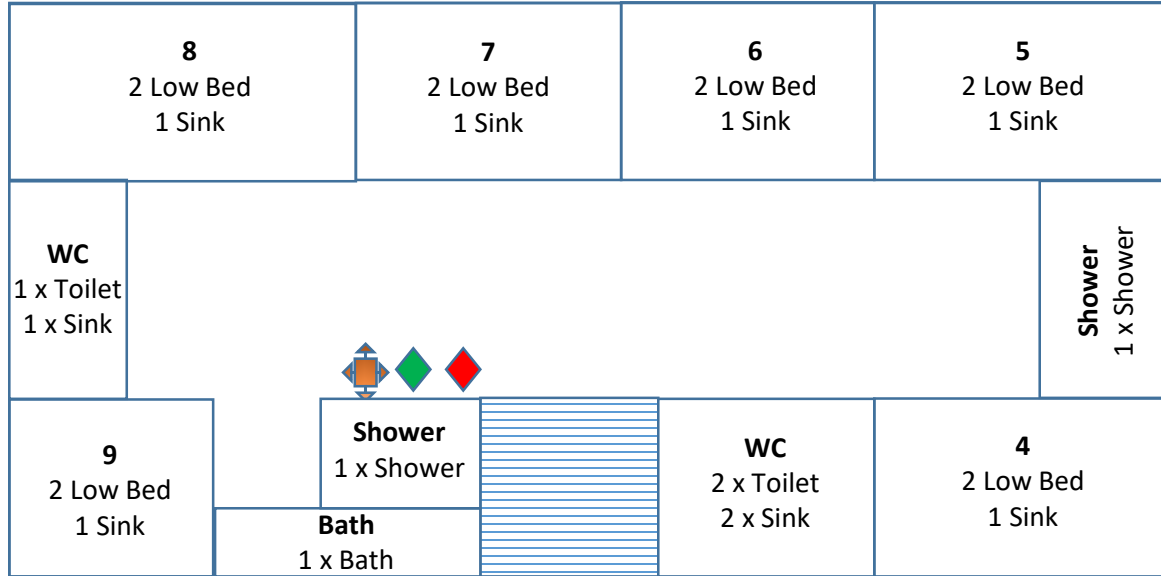 8
2 Low Bed
1 Sink
7
2 Low Bed
1 Sink
6
2 Low Bed
1 Sink
5
2 Low Bed
1 Sink
WC
1 x Toilet
1 x Sink
Shower
1 x Shower
9
2 Low Bed
1 Sink
Shower
1 x Shower
Bath
1 x Bath
WC
2 x Toilet
2 x Sink
4
2 Low Bed
1 Sink